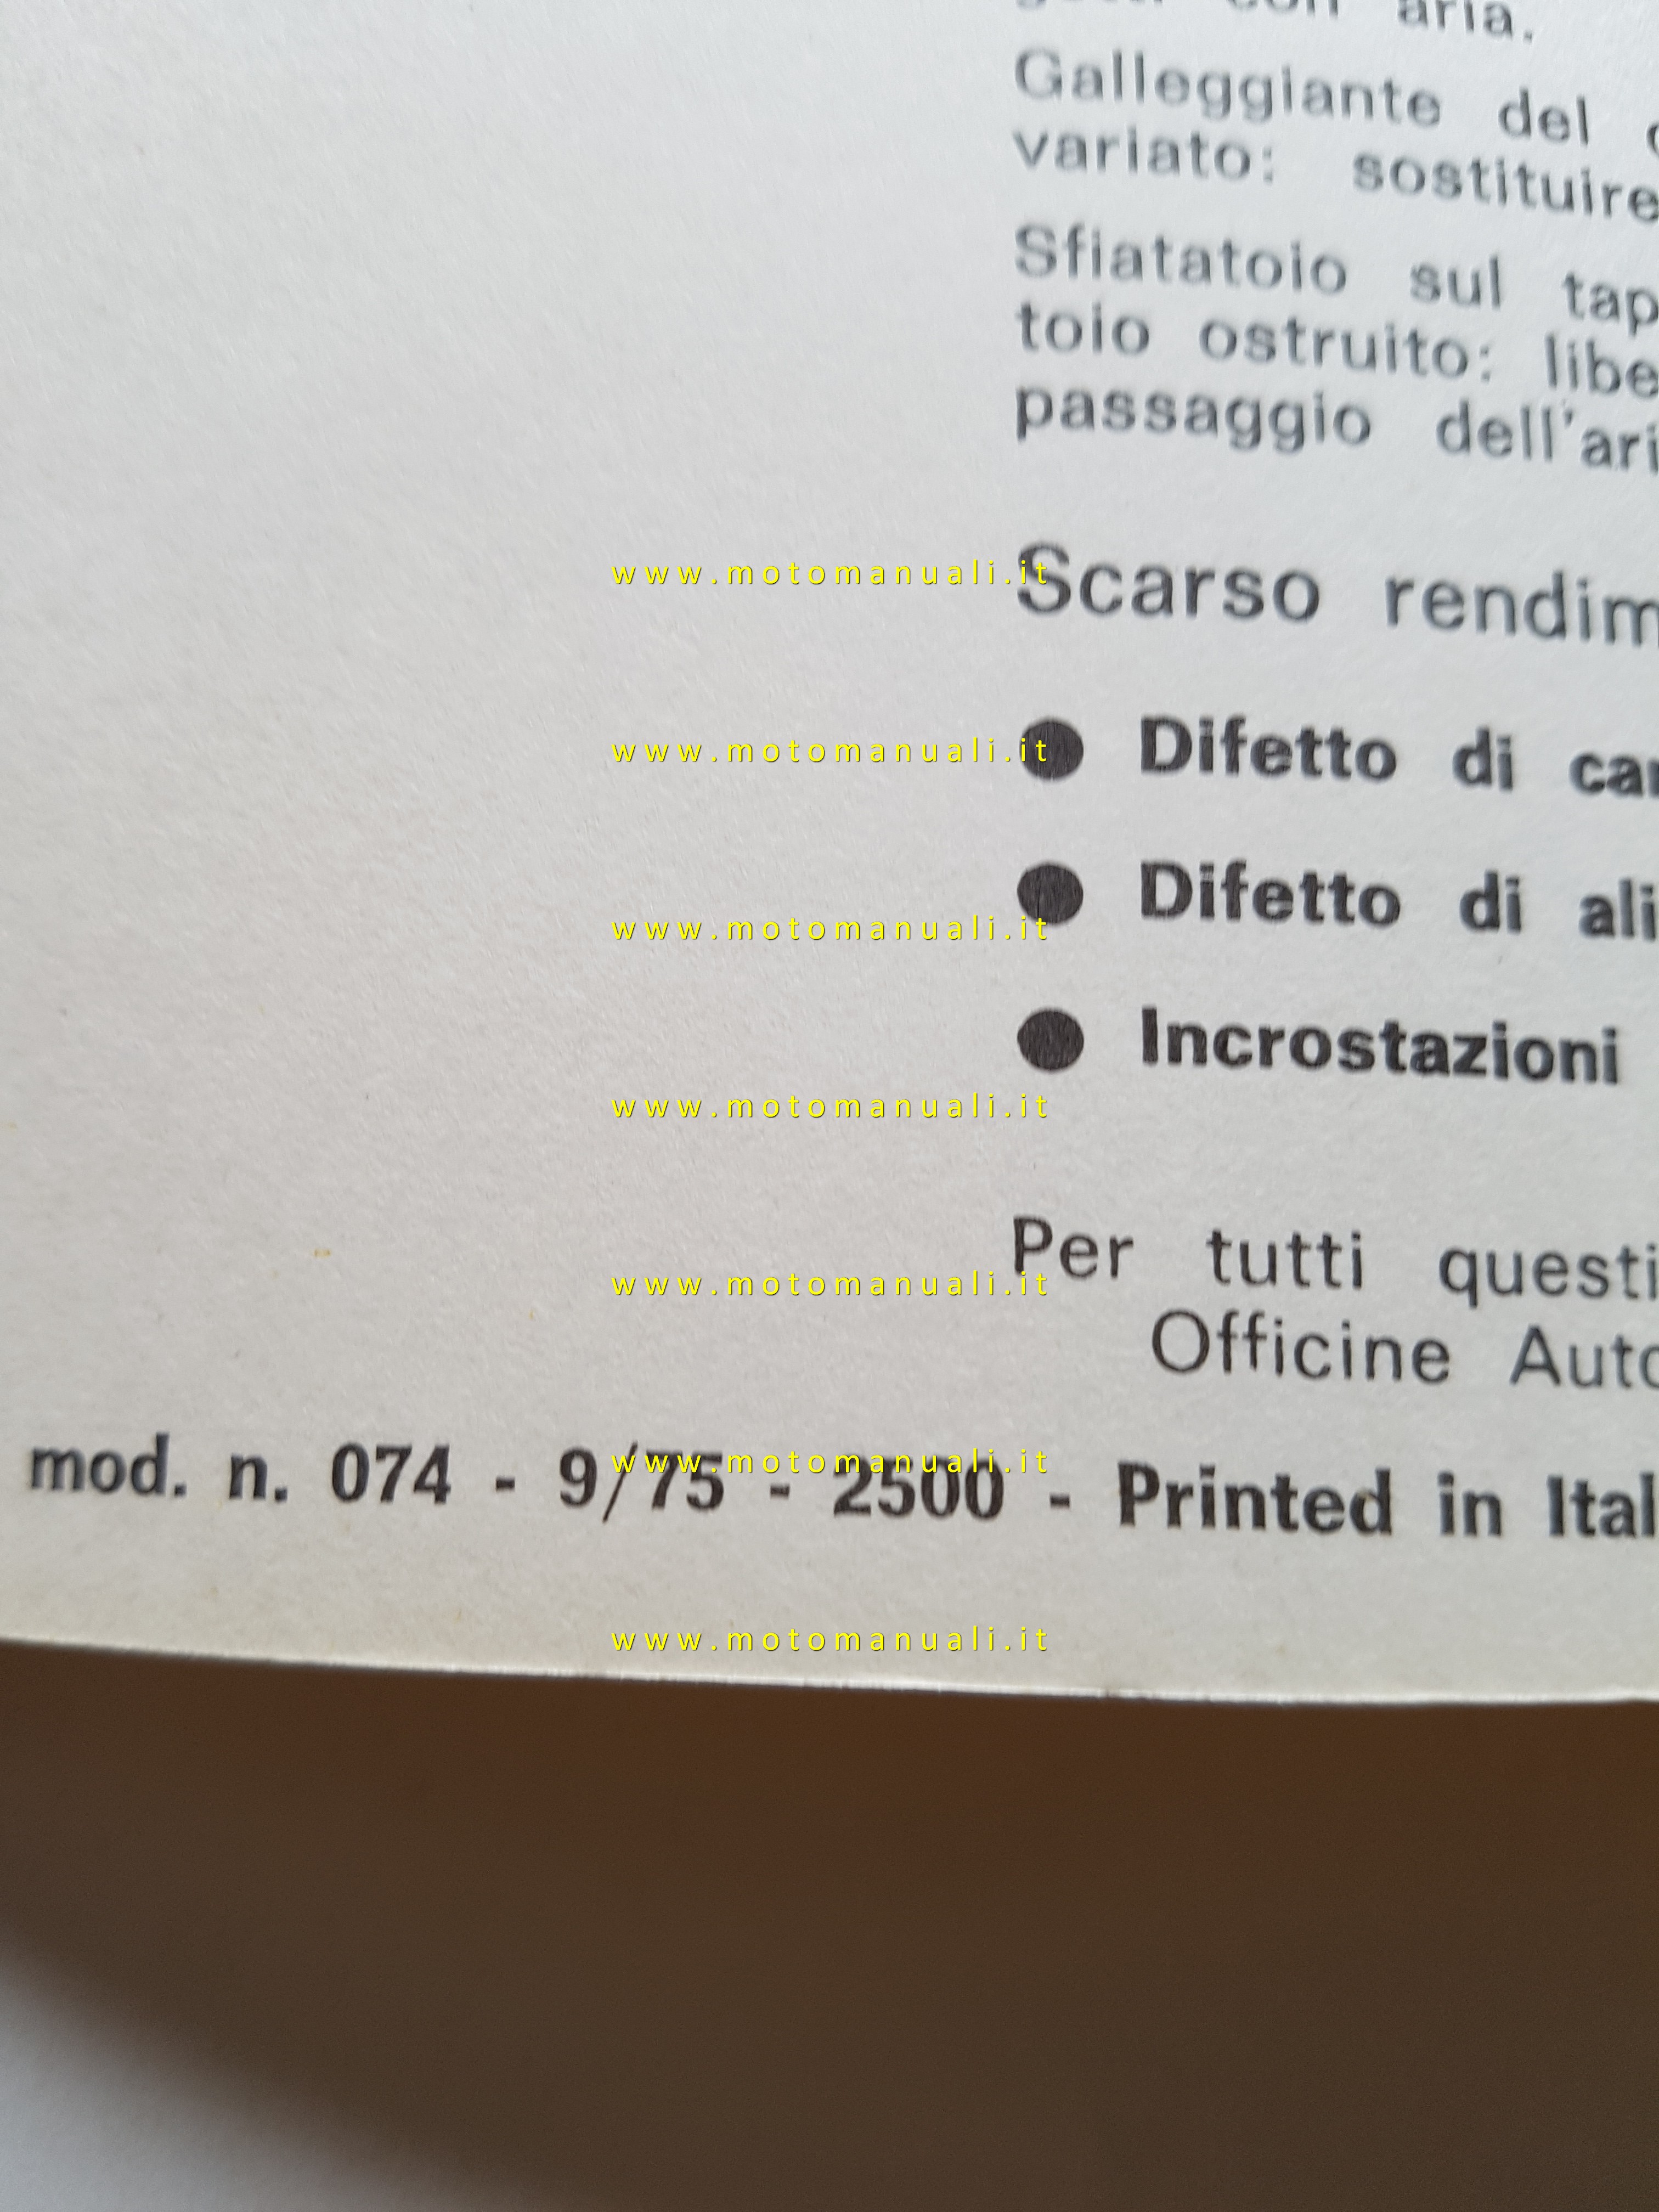 con aria.
Galleggiante del
variato: sostituire
Sfiatatoio sul tap
toio ostruito: libe
passaggio dell'ari
www.motomanuali.it
Scarso rendim
www.motomanuali.it
● Difetto di car
● Difetto di ali
www.motomanuali.it
● Incrostazioni
www.motomanuali.it
Per tutti questi
www.motomanuali.it
Officine Auto
www.motomanuali.it
mod. n. 074 - 9/75 - 2500 - Printed in Ital
www.motomanuali.it